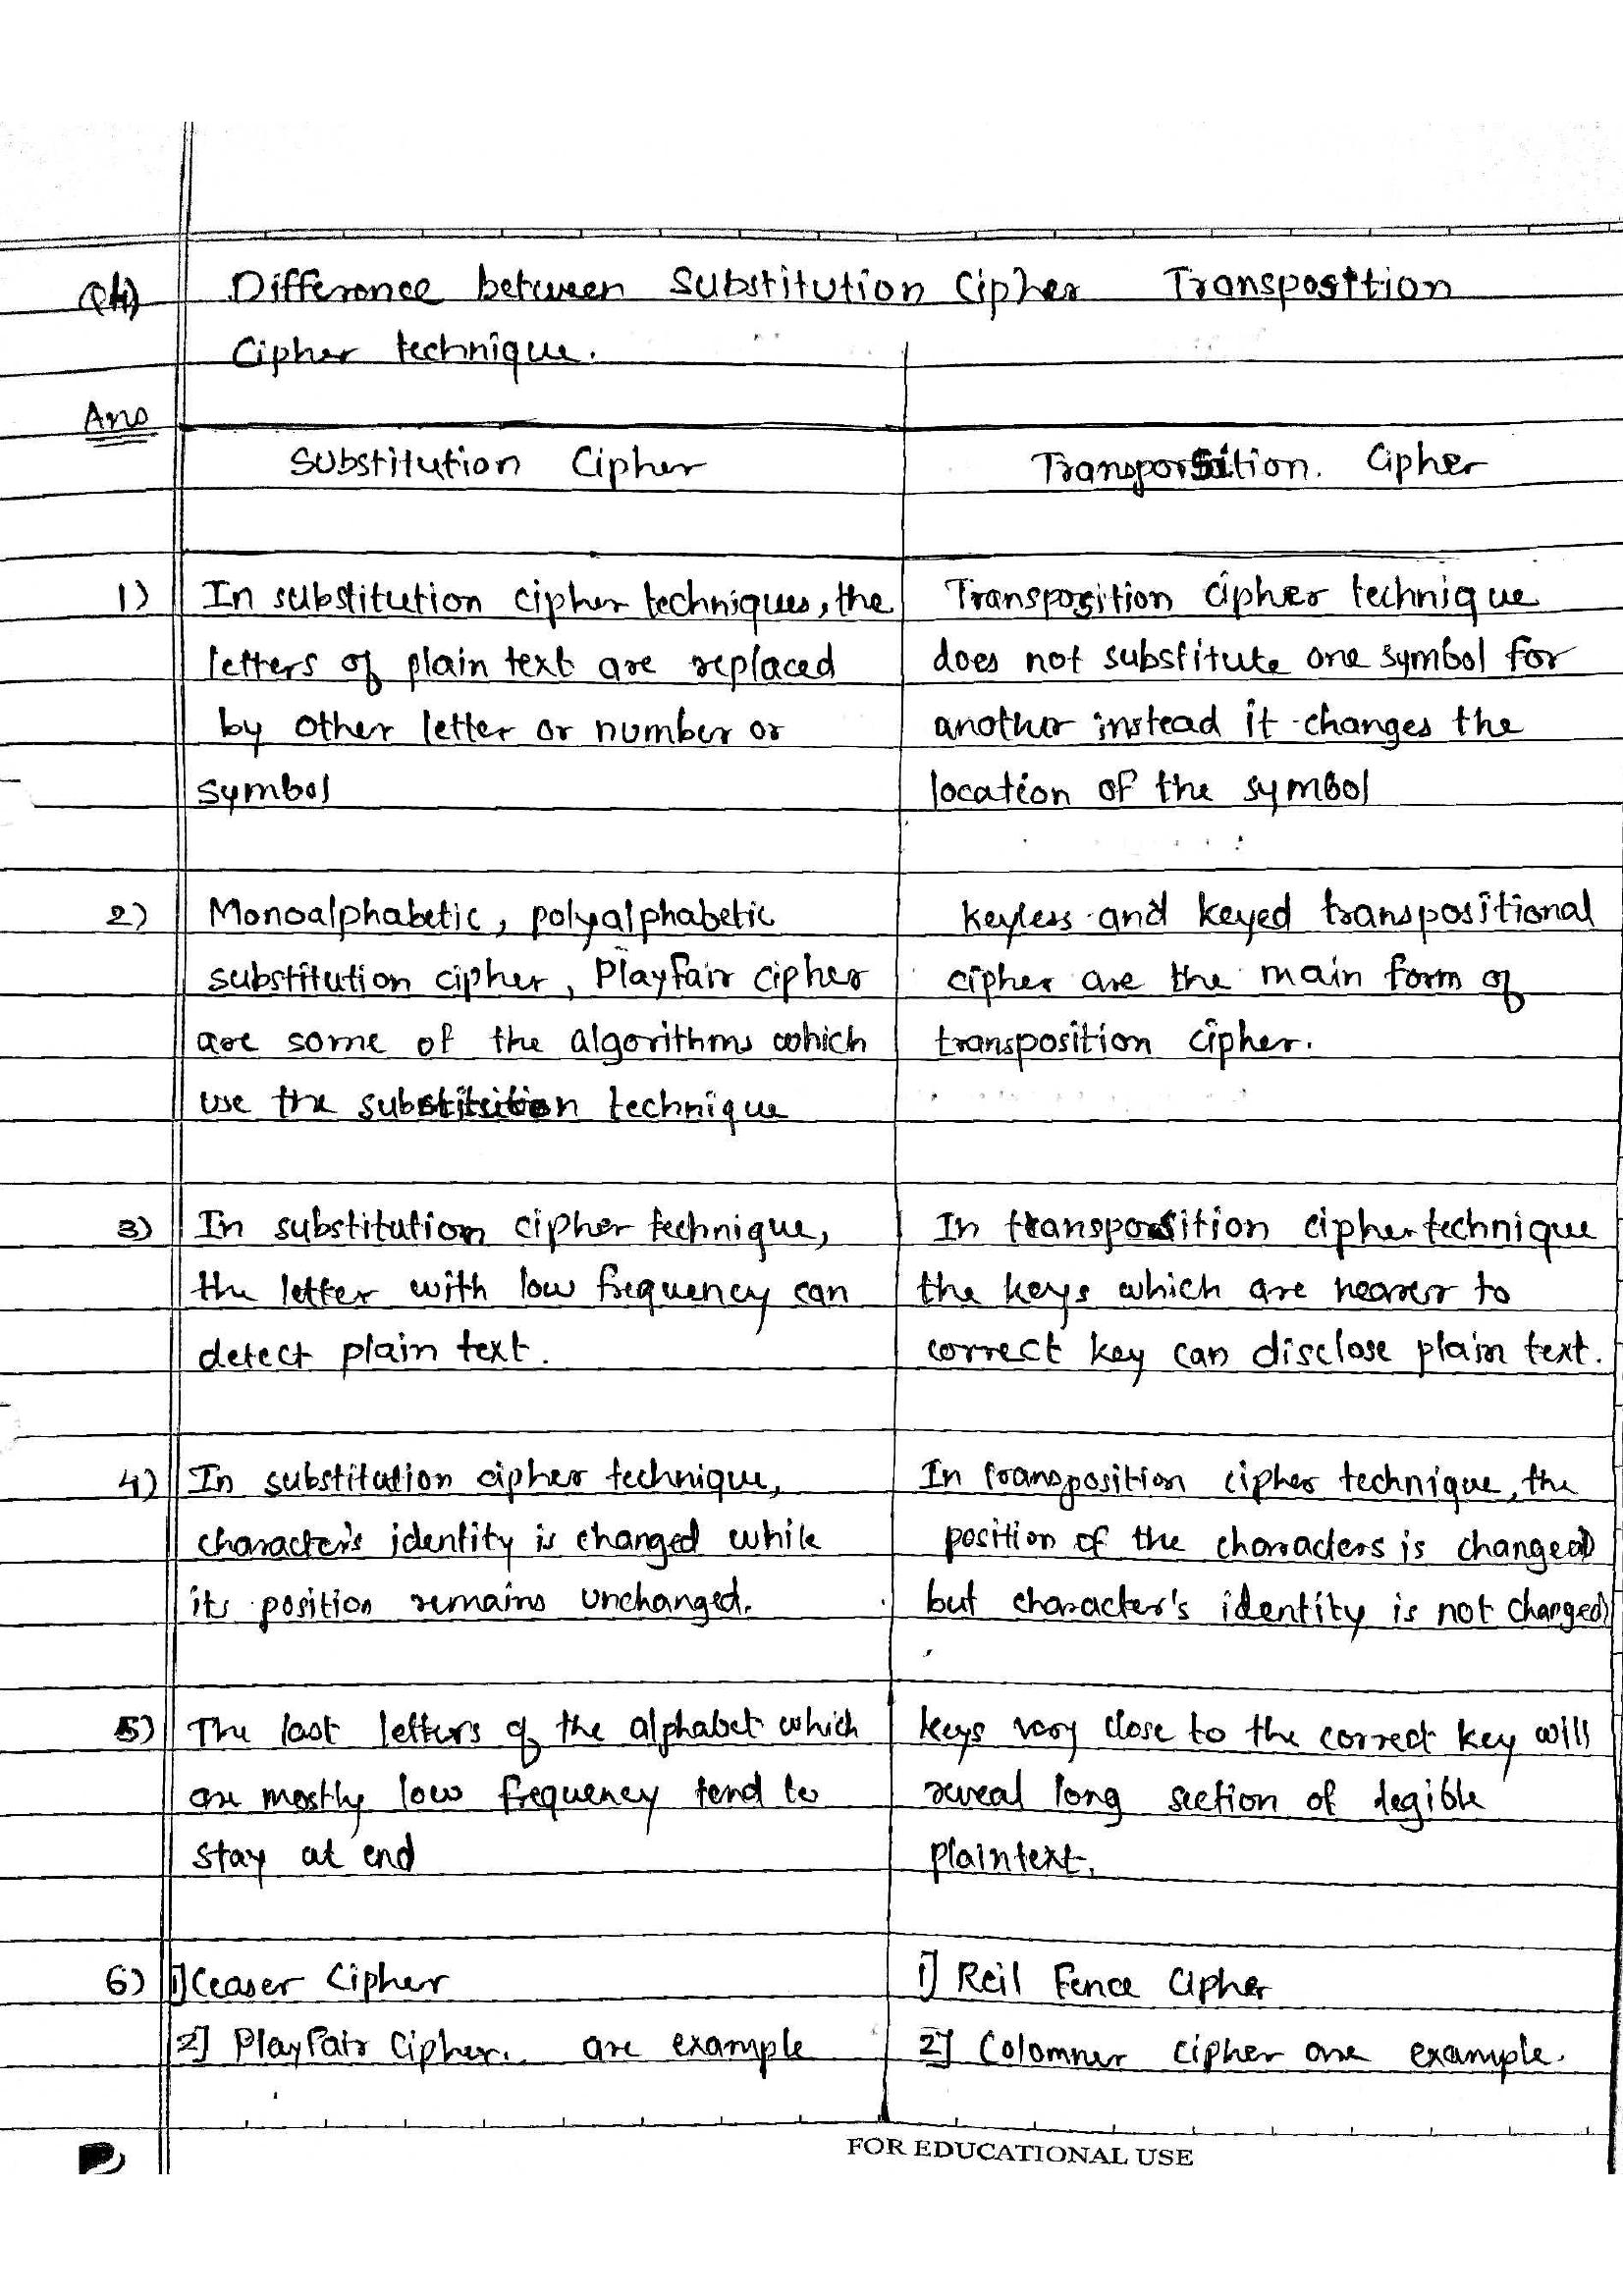 Q4) Difference between Substitution Cipher Transposition
Cipher technique.
Ans
Substitution Cipher
Transporsition. Cipher
1) In substitution cipher techniques, the
letters of plain text are replaced
by other letter or number or
symbol
Transposition cipher technique
does not substitute one symbol for
another instead it changes the
location of the symbol
2) Monoalphabetic, polyalphabetic
substitution cipher, Playfair cipher
are some of the algorithms which
use the substitution technique
keyless and keyed transpositional
cipher are the main form of
transposition cipher.
3) In substitution cipher technique,
the letter with low frequency can
detect plain text.
In transporsition cipher technique
the keys which are nearer to
correct key can disclose plain text.
4) In substitution cipher technique,
character's identity is changed while
its position remains unchanged.
In transposition cipher technique, the
position of the characters is changed
but character's identity is not changed
5) The last letters of the alphabet which
are mostly low frequency tend to
stay at end
keys very close to the correct key will
reveal long section of legible
plaintext.
6) 1] Ceaser Cipher
2] Playfair Cipher. are example
1] Reil Fence Cipher
2] Colomner cipher are example.
FOR EDUCATIONAL USE